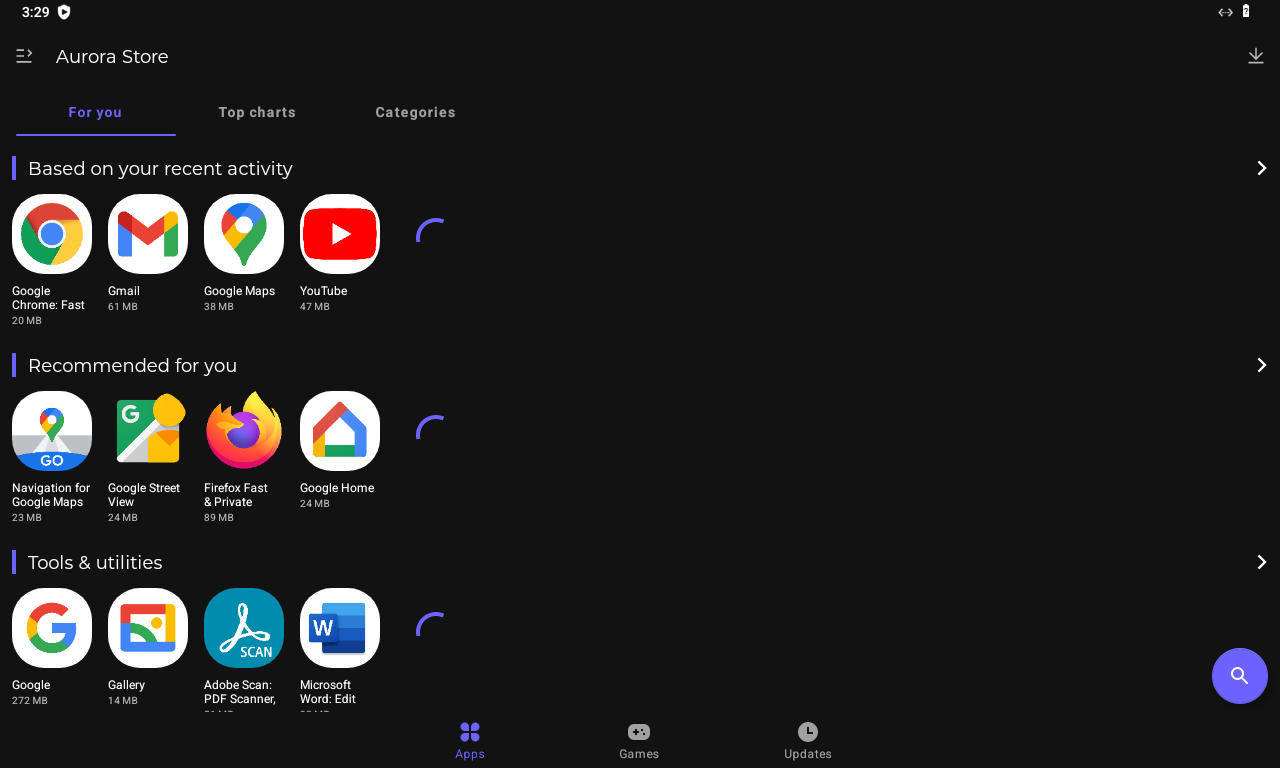 3:29
Aurora Store
For you
Top charts
Categories
Based on your recent activity
Google
Chrome: Fast
20 MB
Gmail
61 MB
Google Maps
38 MB
YouTube
47 MB
Recommended for you
GO
Navigation for
Google Maps
23 MB
G
Google Street
View
24 MB
Firefox Fast
& Private
89 MB
Google Home
24 MB
Tools & utilities
G
Google
272 MB
Gallery
14 MB
SCAN
Adobe Scan:
PDF Scanner,
W
Microsoft
Word: Edit
Apps
Games
Updates